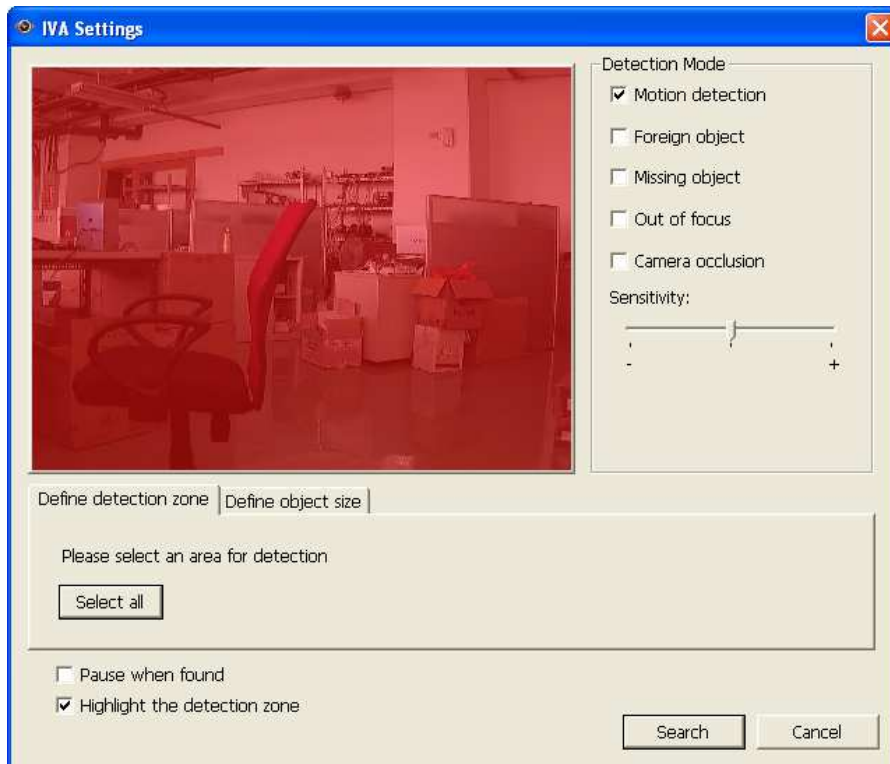 IVA Settings
Detection Mode
Motion detection
Foreign object
Missing object
Out of focus
Camera occlusion
Sensitivity:
- +
Define detection zone
Define object size
Please select an area for detection
Select all
Pause when found
Highlight the detection zone
Search
Cancel